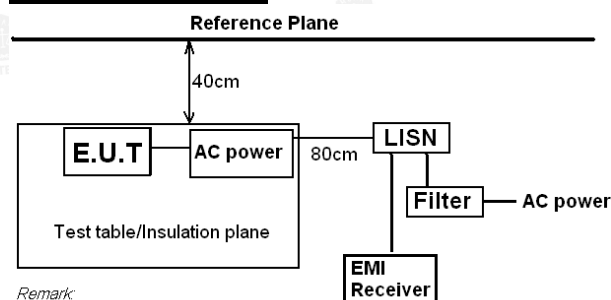 Reference Plane
40cm
E.U.T
AC power
80cm
LISN
Filter
AC power
Test table/Insulation plane
EMI
Receiver
Remark: